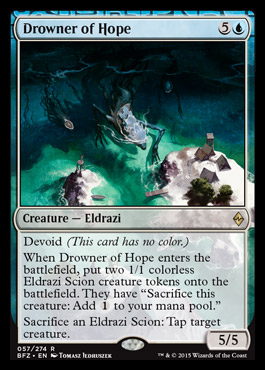 Drowner of Hope 5
Creature — Eldrazi
Devoid (This card has no color.)
When Drowner of Hope enters the
battlefield, put two 1/1 colorless
Eldrazi Scion creature tokens onto the
battlefield. They have “Sacrifice this
creature: Add 1 to your mana pool.”
Sacrifice an Eldrazi Scion: Tap target
creature.
5/5
057/274 R
BFZ • EN Tomasz Jedruszek
™ & © 2015 Wizards of the Coast